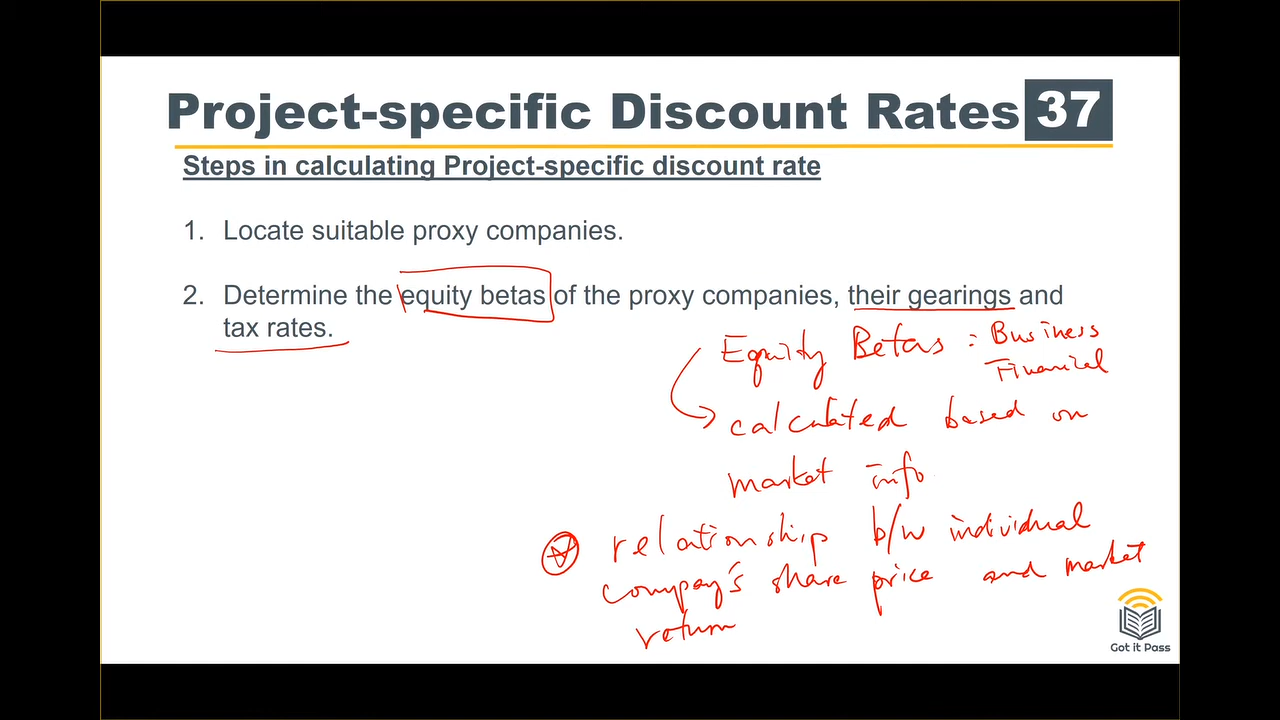 Project-specific Discount Rates 37
Steps in calculating Project-specific discount rate
1. Locate suitable proxy companies.
2. Determine the equity betas of the proxy companies, their gearings and
tax rates.
Equity Betas : Business
Financial
calculated based on
market info
relationship b/w individual
company's share price and market
return
Got it Pass